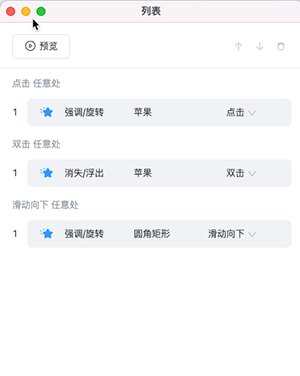 列表
预览
点击 任意处
1 强调/旋转 苹果 点击
双击 任意处
1 消失/浮出 苹果 双击
滑动向下 任意处
1 强调/旋转 圆角矩形 滑动向下